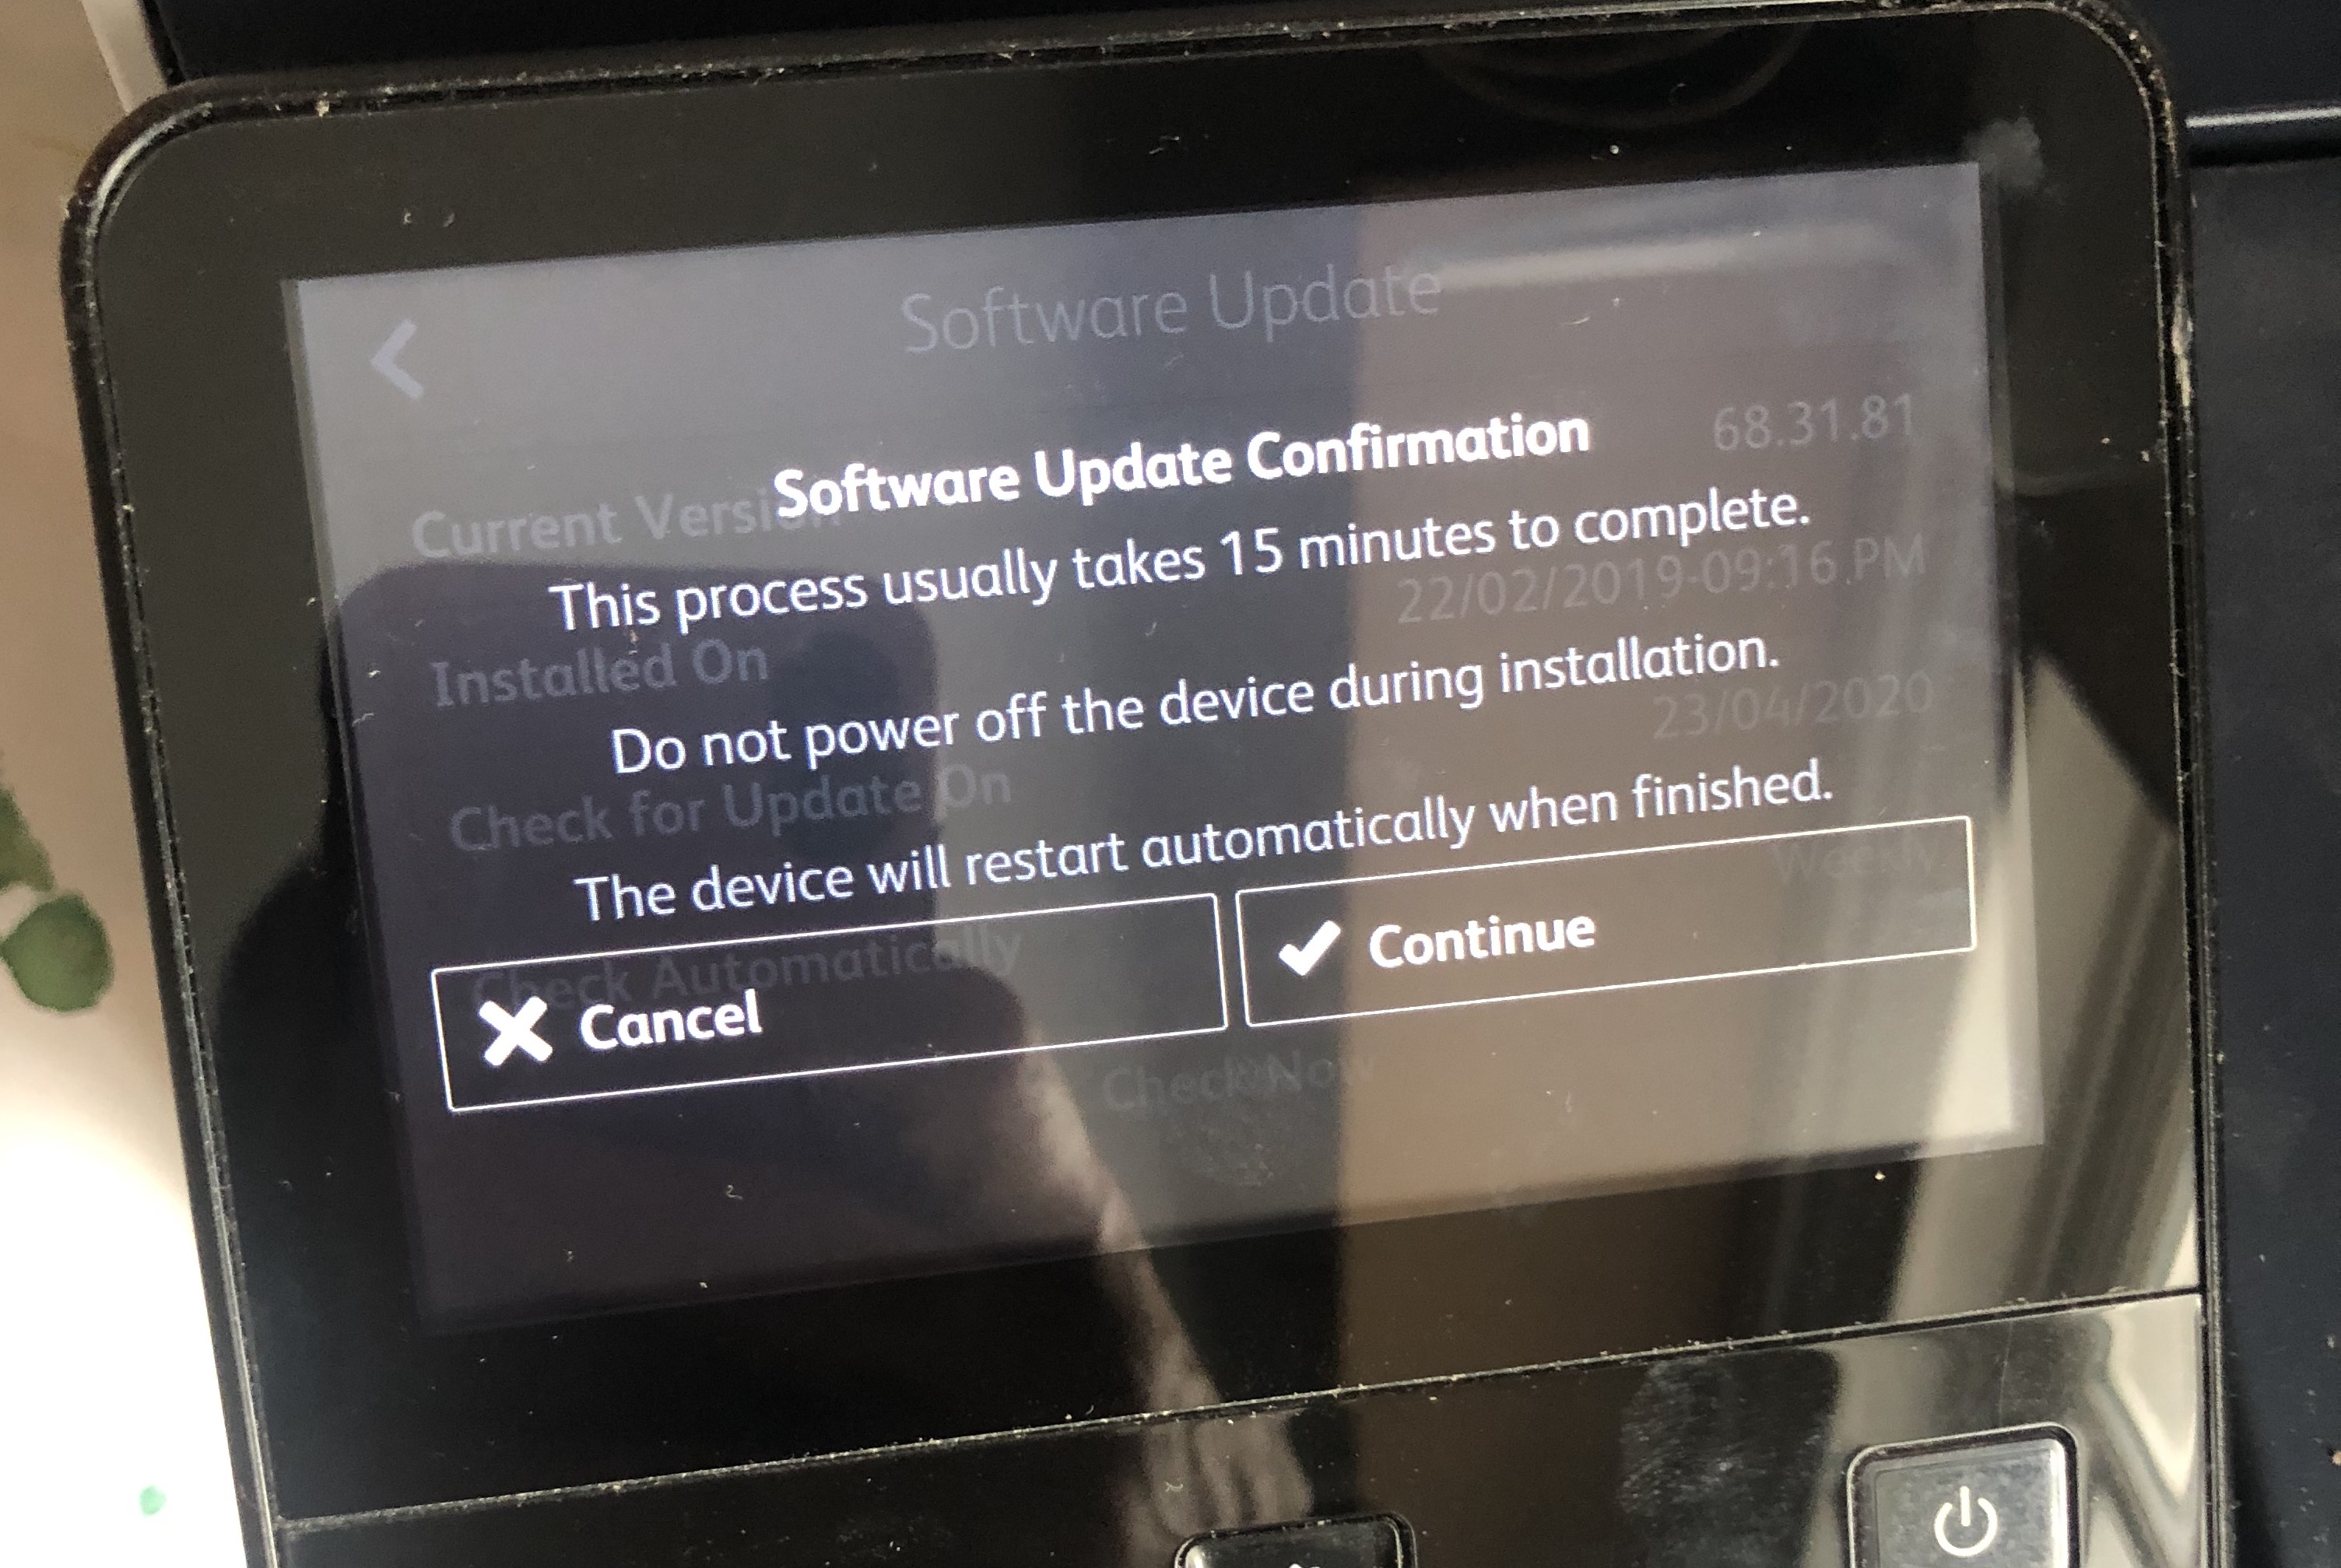 Software Update
68.31.81
Software Update Confirmation
Current Version
This process usually takes 15 minutes to complete.
22/02/2019-09:16 PM
Installed On
Do not power off the device during installation.
23/04/2020
Check for Update On
The device will restart automatically when finished.
Weekly
Check Automatically
Cancel
Continue
Check Now